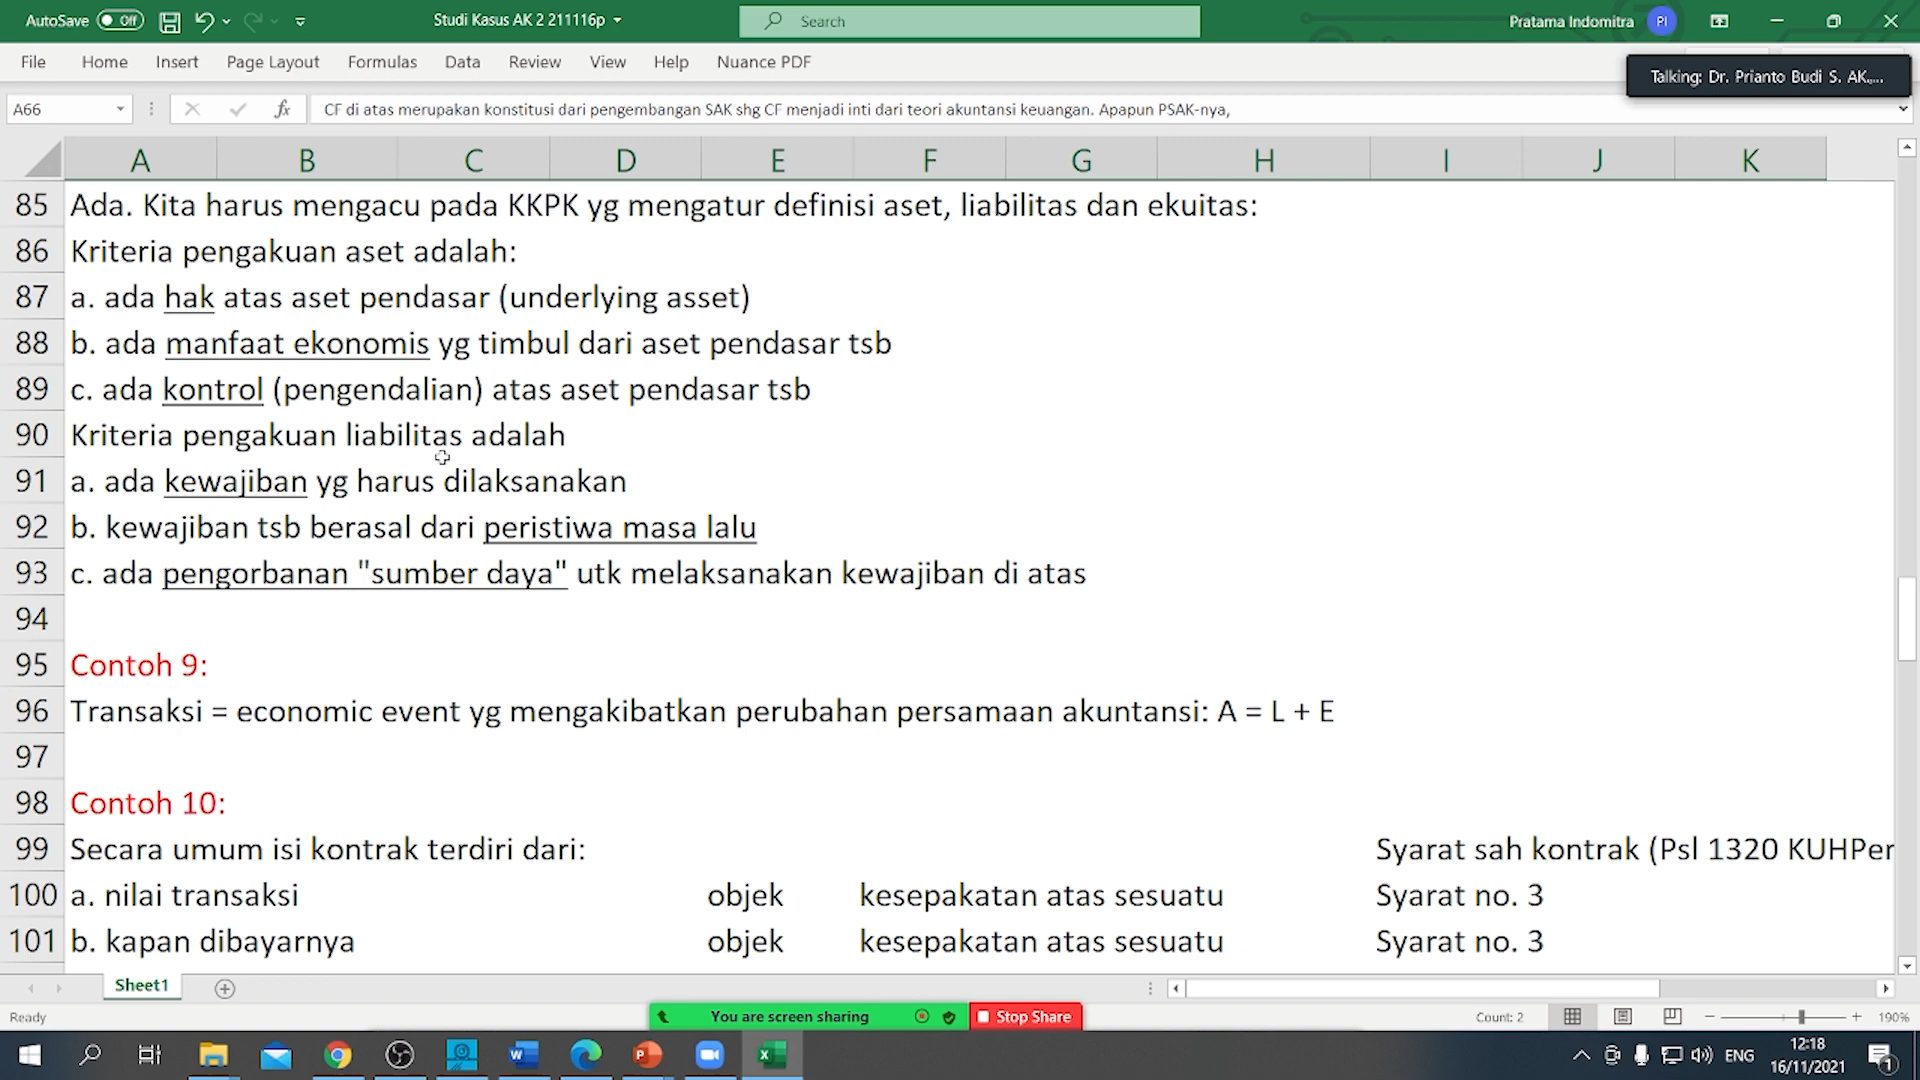 AutoSave Off
Studi Kasus AK 2 211116p
Search
Pratama Indomitra PI
File Home Insert Page Layout Formulas Data Review View Help Nuance PDF
Talking: Dr. Prianto Budi S. AK,...
A66
fx
CF di atas merupakan konstitusi dari pengembangan SAK shg CF menjadi inti dari teori akuntansi keuangan. Apapun PSAK-nya,
A B C D E F G H I J K
85 Ada. Kita harus mengacu pada KKPK yg mengatur definisi aset, liabilitas dan ekuitas:
86 Kriteria pengakuan aset adalah:
87 a. ada hak atas aset pendasar (underlying asset)
88 b. ada manfaat ekonomis yg timbul dari aset pendasar tsb
89 c. ada kontrol (pengendalian) atas aset pendasar tsb
90 Kriteria pengakuan liabilitas adalah
91 a. ada kewajiban yg harus dilaksanakan
92 b. kewajiban tsb berasal dari peristiwa masa lalu
93 c. ada pengorbanan "sumber daya" utk melaksanakan kewajiban di atas
94
95 Contoh 9:
96 Transaksi = economic event yg mengakibatkan perubahan persamaan akuntansi: A = L + E
97
98 Contoh 10:
99 Secara umum isi kontrak terdiri dari: Syarat sah kontrak (Psl 1320 KUHPer
100 a. nilai transaksi objek kesepakatan atas sesuatu Syarat no. 3
101 b. kapan dibayarnya objek kesepakatan atas sesuatu Syarat no. 3
Sheet1
Ready
You are screen sharing
Stop Share
Count: 2
190%
ENG
12:18
16/11/2021
1